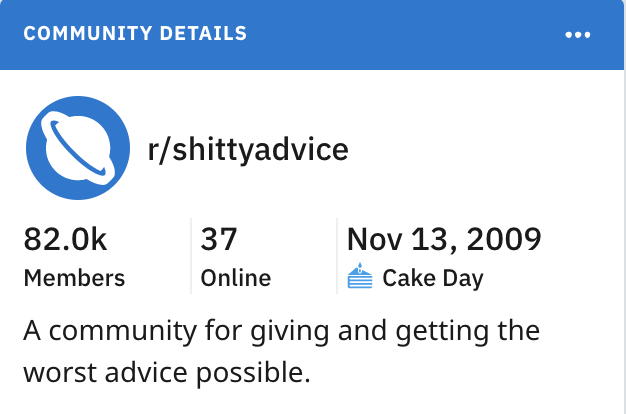 COMMUNITY DETAILS
r/shittyadvice
82.0k 37 Nov 13, 2009
Members Online Cake Day
A community for giving and getting the
worst advice possible.